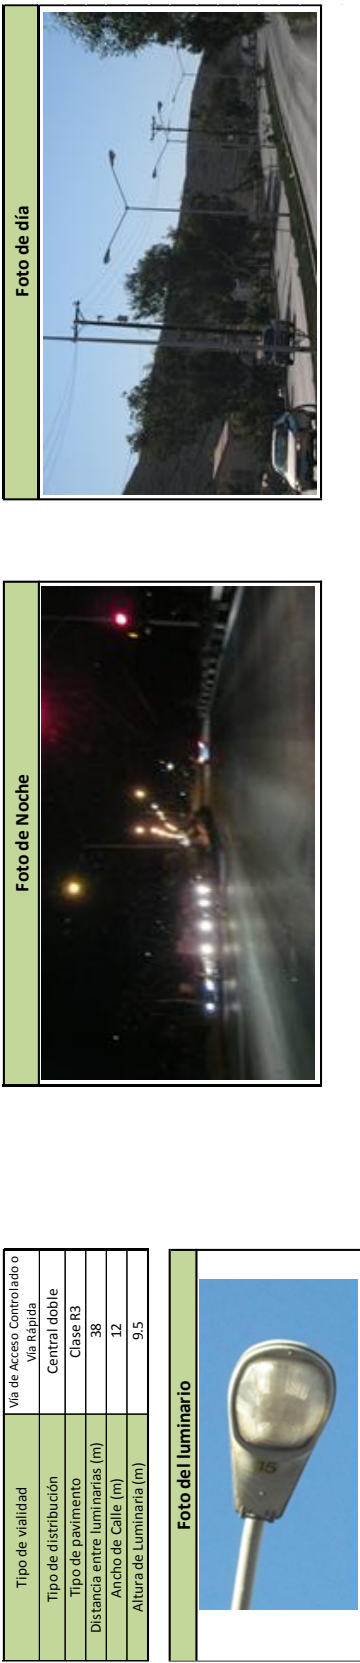 Tipo de vialidad
Vía de Acceso Controlado o
Vía Rápida
Tipo de distribución
Central doble
Tipo de pavimento
Clase R3
Distancia entre luminarias (m)
38
Ancho de Calle (m)
12
Altura de Luminaria (m)
9.5
Foto del luminario
15
Foto de Noche
Foto de día